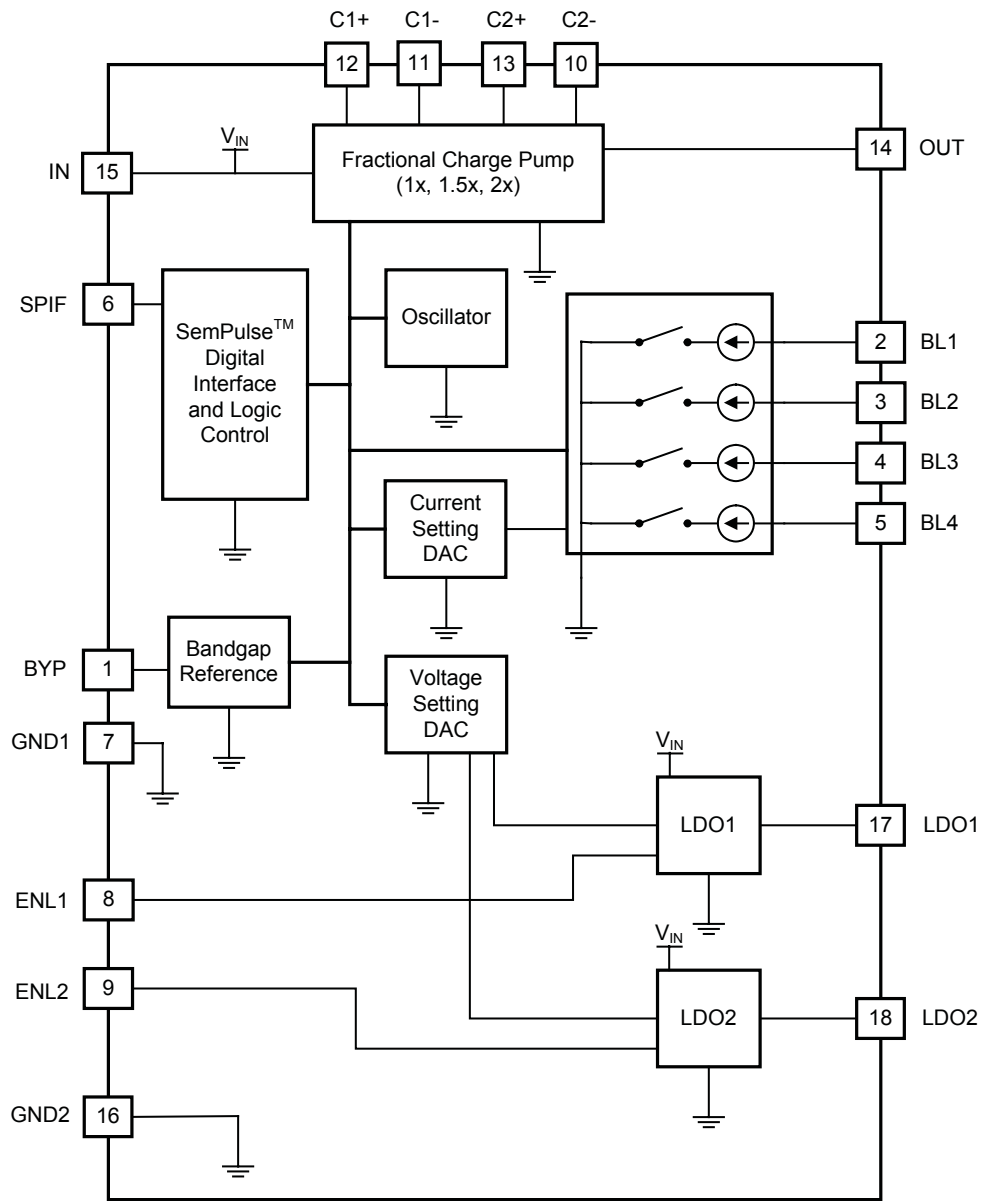 C1+ C1- C2+ C2-
12 11 13 10
VIN
IN 15
Fractional Charge Pump
(1x, 1.5x, 2x)
14 OUT
SPIF 6
SemPulse™
Digital
Interface
and Logic
Control
Oscillator
2 BL1
3 BL2
4 BL3
5 BL4
Current
Setting
DAC
BYP 1
Bandgap
Reference
Voltage
Setting
DAC
GND1 7
VIN
LDO1
17 LDO1
ENL1 8
VIN
ENL2 9
LDO2
18 LDO2
GND2 16